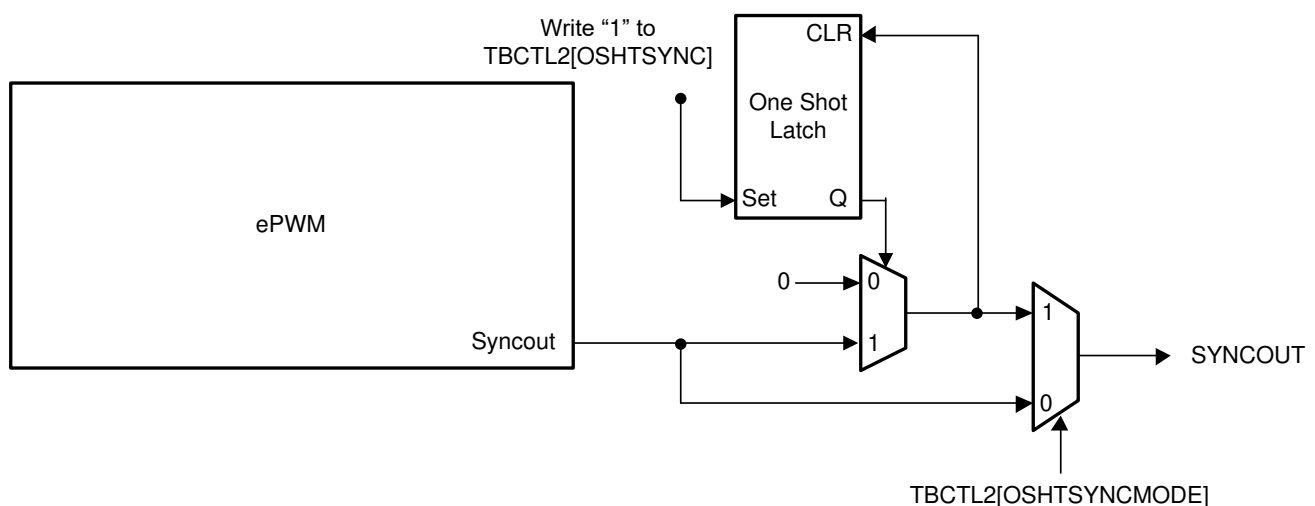 Write “1” to
TBCTL2[OSHTSYNC]
CLR
One Shot
Latch
Set
Q
ePWM
0
0
Syncout
1
1
SYNCOUT
0
TBCTL2[OSHTSYNCMODE]